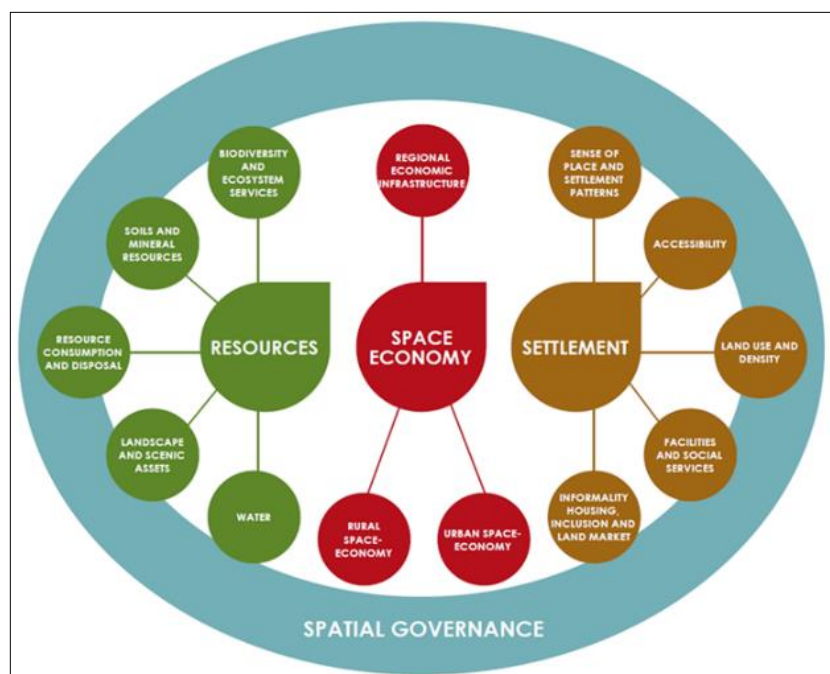 BIODIVERSITY
AND
ECOSYSTEM
SERVICES
SOILS AND
MINERAL
RESOURCES
RESOURCE
CONSUMPTION
AND DISPOSAL
LANDSCAPE
AND SCENIC
ASSETS
WATER
RESOURCES
REGIONAL
ECONOMIC
INFRASTRUCTURE
SPACE
ECONOMY
RURAL
SPACE-
ECONOMY
URBAN SPACE-
ECONOMY
SENSE OF
PLACE AND
SETTLEMENT
PATTERNS
ACCESSIBILITY
LAND USE AND
DENSITY
FACILITIES
AND SOCIAL
SERVICES
INFORMALITY
HOUSING,
INCLUSION AND
LAND MARKET
SETTLEMENT
SPATIAL GOVERNANCE